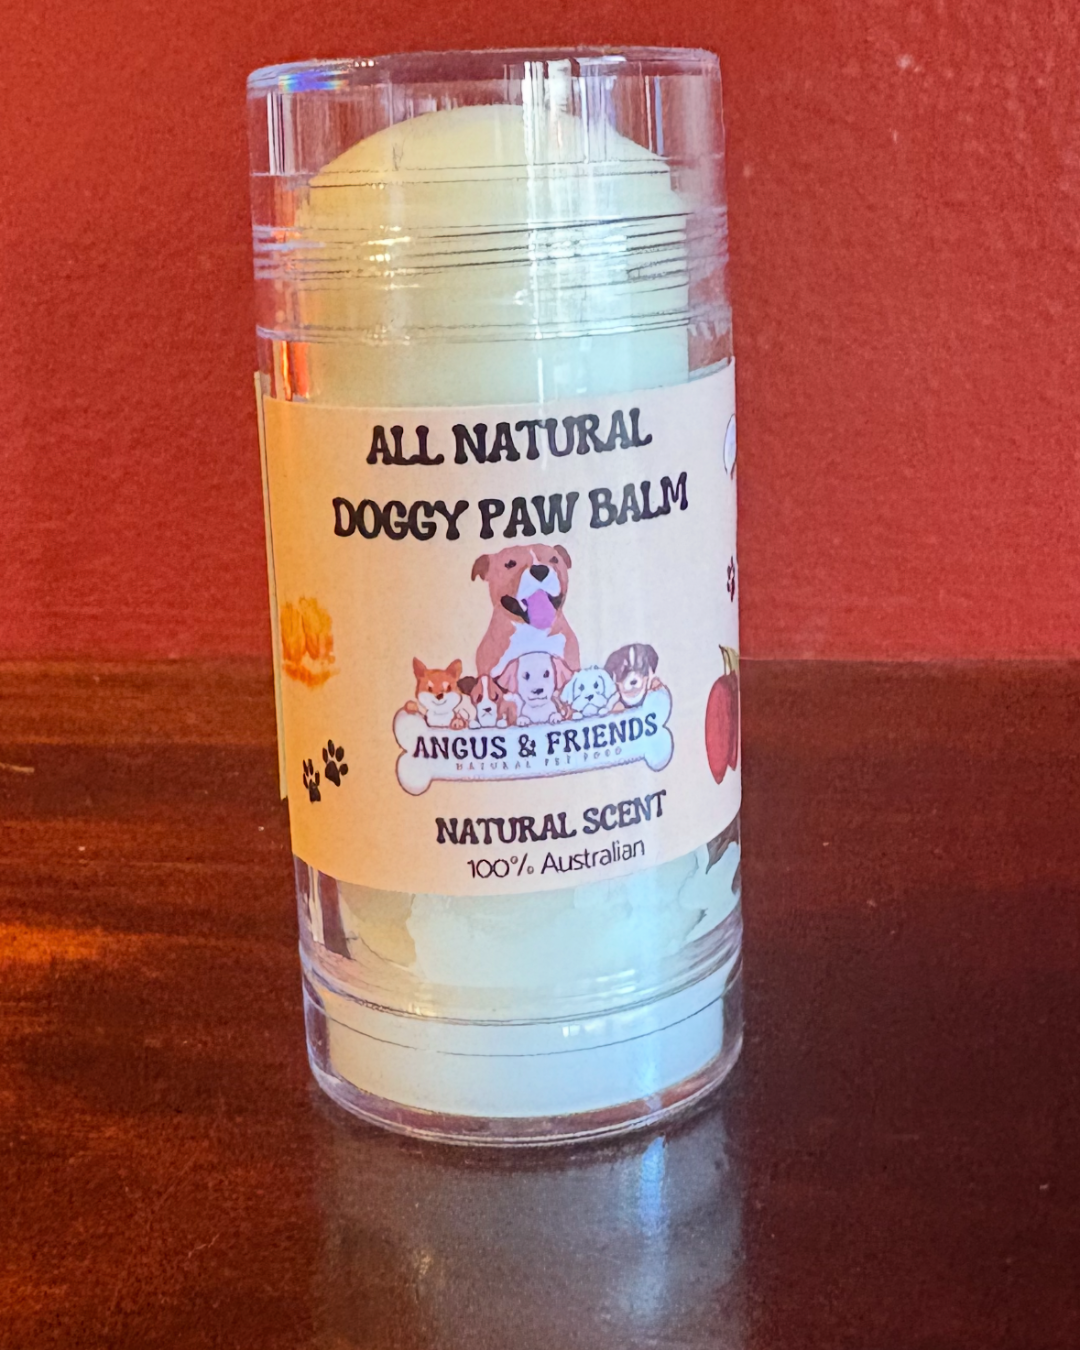 ALL NATURAL
DOGGY PAW BALM
ANGUS & FRIENDS
NATURAL PET FOOD
NATURAL SCENT
100% Australian